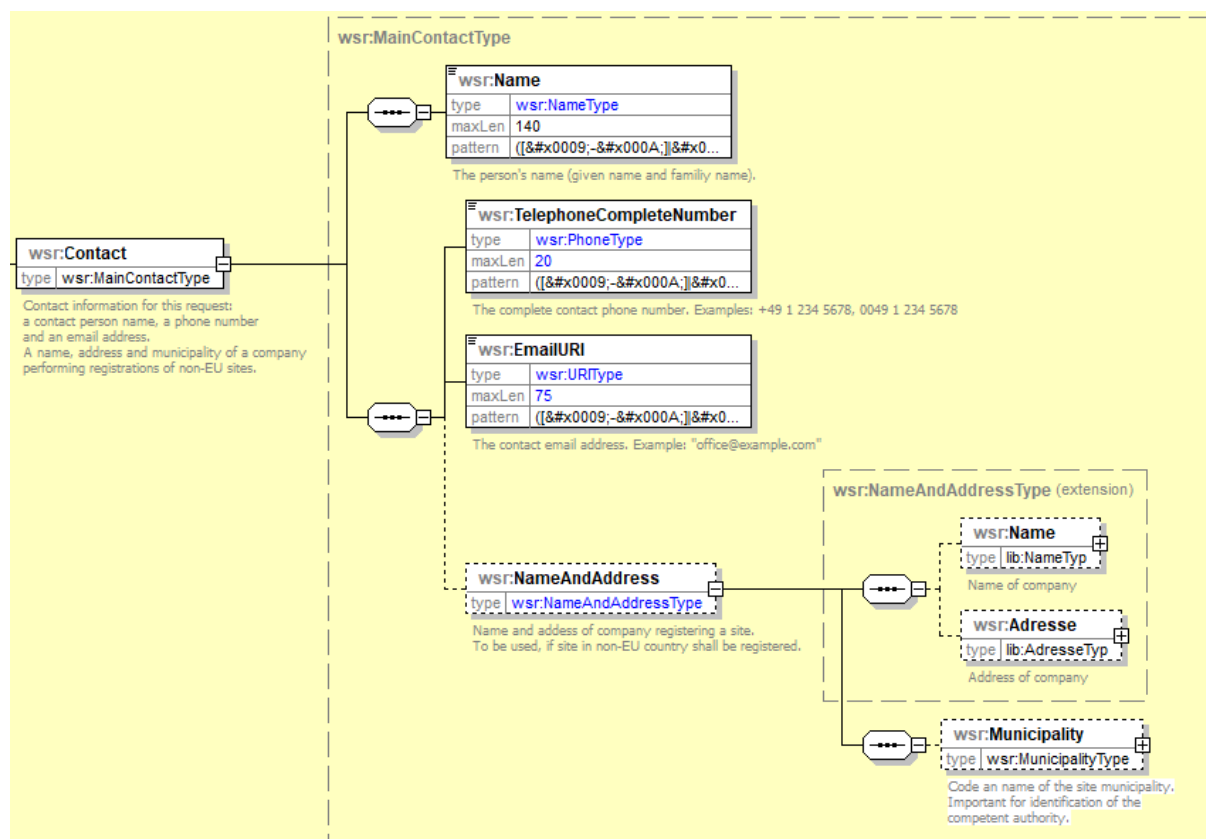 wsr:MainContactType
wsr:Name
type wsr:NameType
maxLen 140
pattern ([&#x0009;-&#x000A;]|&#x0...
The person's name (given name and familiy name).
wsr:TelephoneCompleteNumber
type wsr:PhoneType
maxLen 20
pattern ([&#x0009;-&#x000A;]|&#x0...
The complete contact phone number. Examples: +49 1 234 5678, 0049 1 234 5678
wsr:Contact
type wsr:MainContactType
Contact information for this request:
a contact person name, a phone number
and an email address.
A name, address and municipality of a company
performing registrations of non-EU sites.
wsr:EmailURI
type wsr:URIType
maxLen 75
pattern ([&#x0009;-&#x000A;]|&#x0...
The contact email address. Example: "office@example.com"
wsr:NameAndAddress
type wsr:NameAndAddressType
Name and addess of company registering a site.
To be used, if site in non-EU country shall be registered.
wsr:NameAndAddressType (extension)
wsr:Name
type lib:NameTyp
Name of company
wsr:Adresse
type lib:AdresseTyp
Address of company
wsr:Municipality
type wsr:MunicipalityType
Code an name of the site municipality.
Important for identification of the
competent authority.